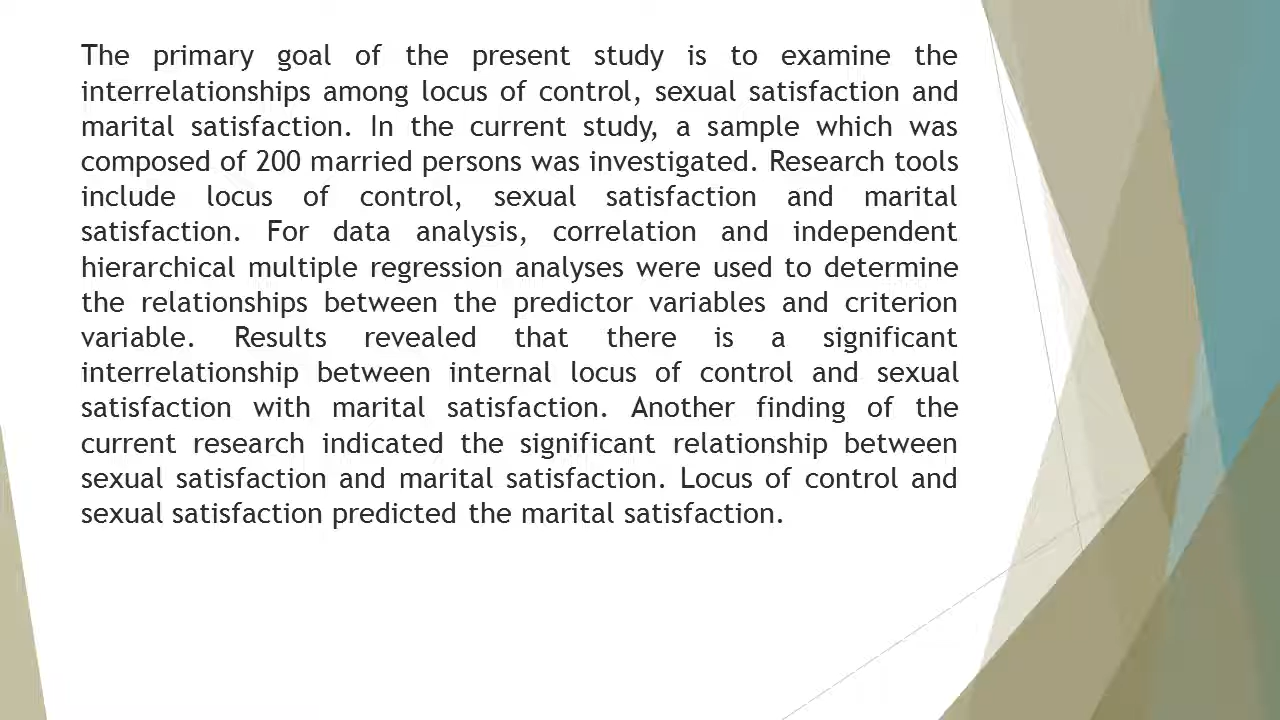 The primary goal of the present study is to examine the
interrelationships among locus of control, sexual satisfaction and
marital satisfaction. In the current study, a sample which was
composed of 200 married persons was investigated. Research tools
include locus of control, sexual satisfaction and marital
satisfaction. For data analysis, correlation and independent
hierarchical multiple regression analyses were used to determine
the relationships between the predictor variables and criterion
variable. Results revealed that there is a significant
interrelationship between internal locus of control and sexual
satisfaction with marital satisfaction. Another finding of the
current research indicated the significant relationship between
sexual satisfaction and marital satisfaction. Locus of control and
sexual satisfaction predicted the marital satisfaction.